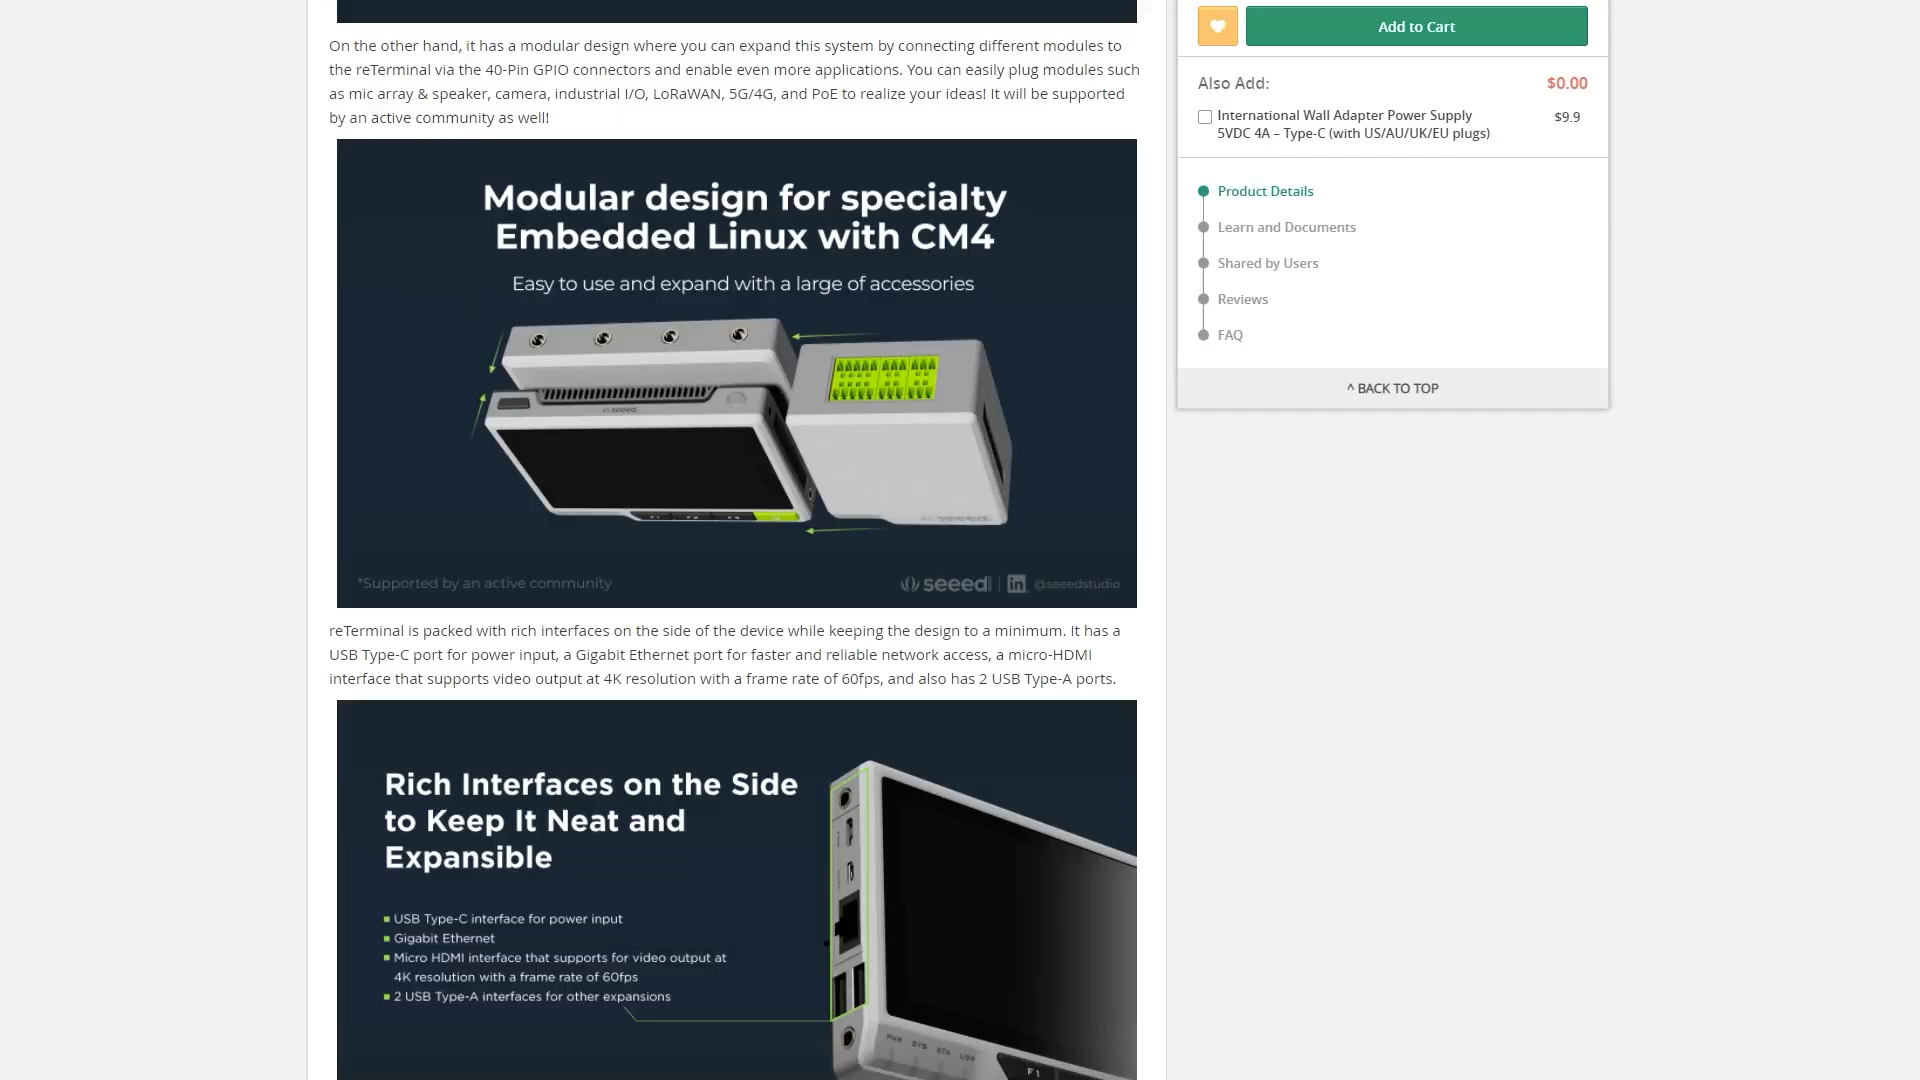 On the other hand, it has a modular design where you can expand this system by connecting different modules to
the reTerminal via the 40-Pin GPIO connectors and enable even more applications. You can easily plug modules such
as mic array & speaker, camera, industrial I/O, LoRaWAN, 5G/4G, and PoE to realize your ideas! It will be supported
by an active community as well!
Modular design for specialty
Embedded Linux with CM4
Easy to use and expand with a large of accessories
seeed
F1 F2 F3
seeed
*Supported by an active community
seeed
in
@seeedstudio
reTerminal is packed with rich interfaces on the side of the device while keeping the design to a minimum. It has a
USB Type-C port for power input, a Gigabit Ethernet port for faster and reliable network access, a micro-HDMI
interface that supports video output at 4K resolution with a frame rate of 60fps, and also has 2 USB Type-A ports.
Rich Interfaces on the Side
to Keep It Neat and
Expansible
USB Type-C interface for power input
Gigabit Ethernet
Micro HDMI interface that supports for video output at
4K resolution with a frame rate of 60fps
2 USB Type-A interfaces for other expansions
PWR SYS STA USR
F1
Add to Cart
Also Add: $0.00
International Wall Adapter Power Supply $9.9
5VDC 4A – Type-C (with US/AU/UK/EU plugs)
Product Details
Learn and Documents
Shared by Users
Reviews
FAQ
^ BACK TO TOP